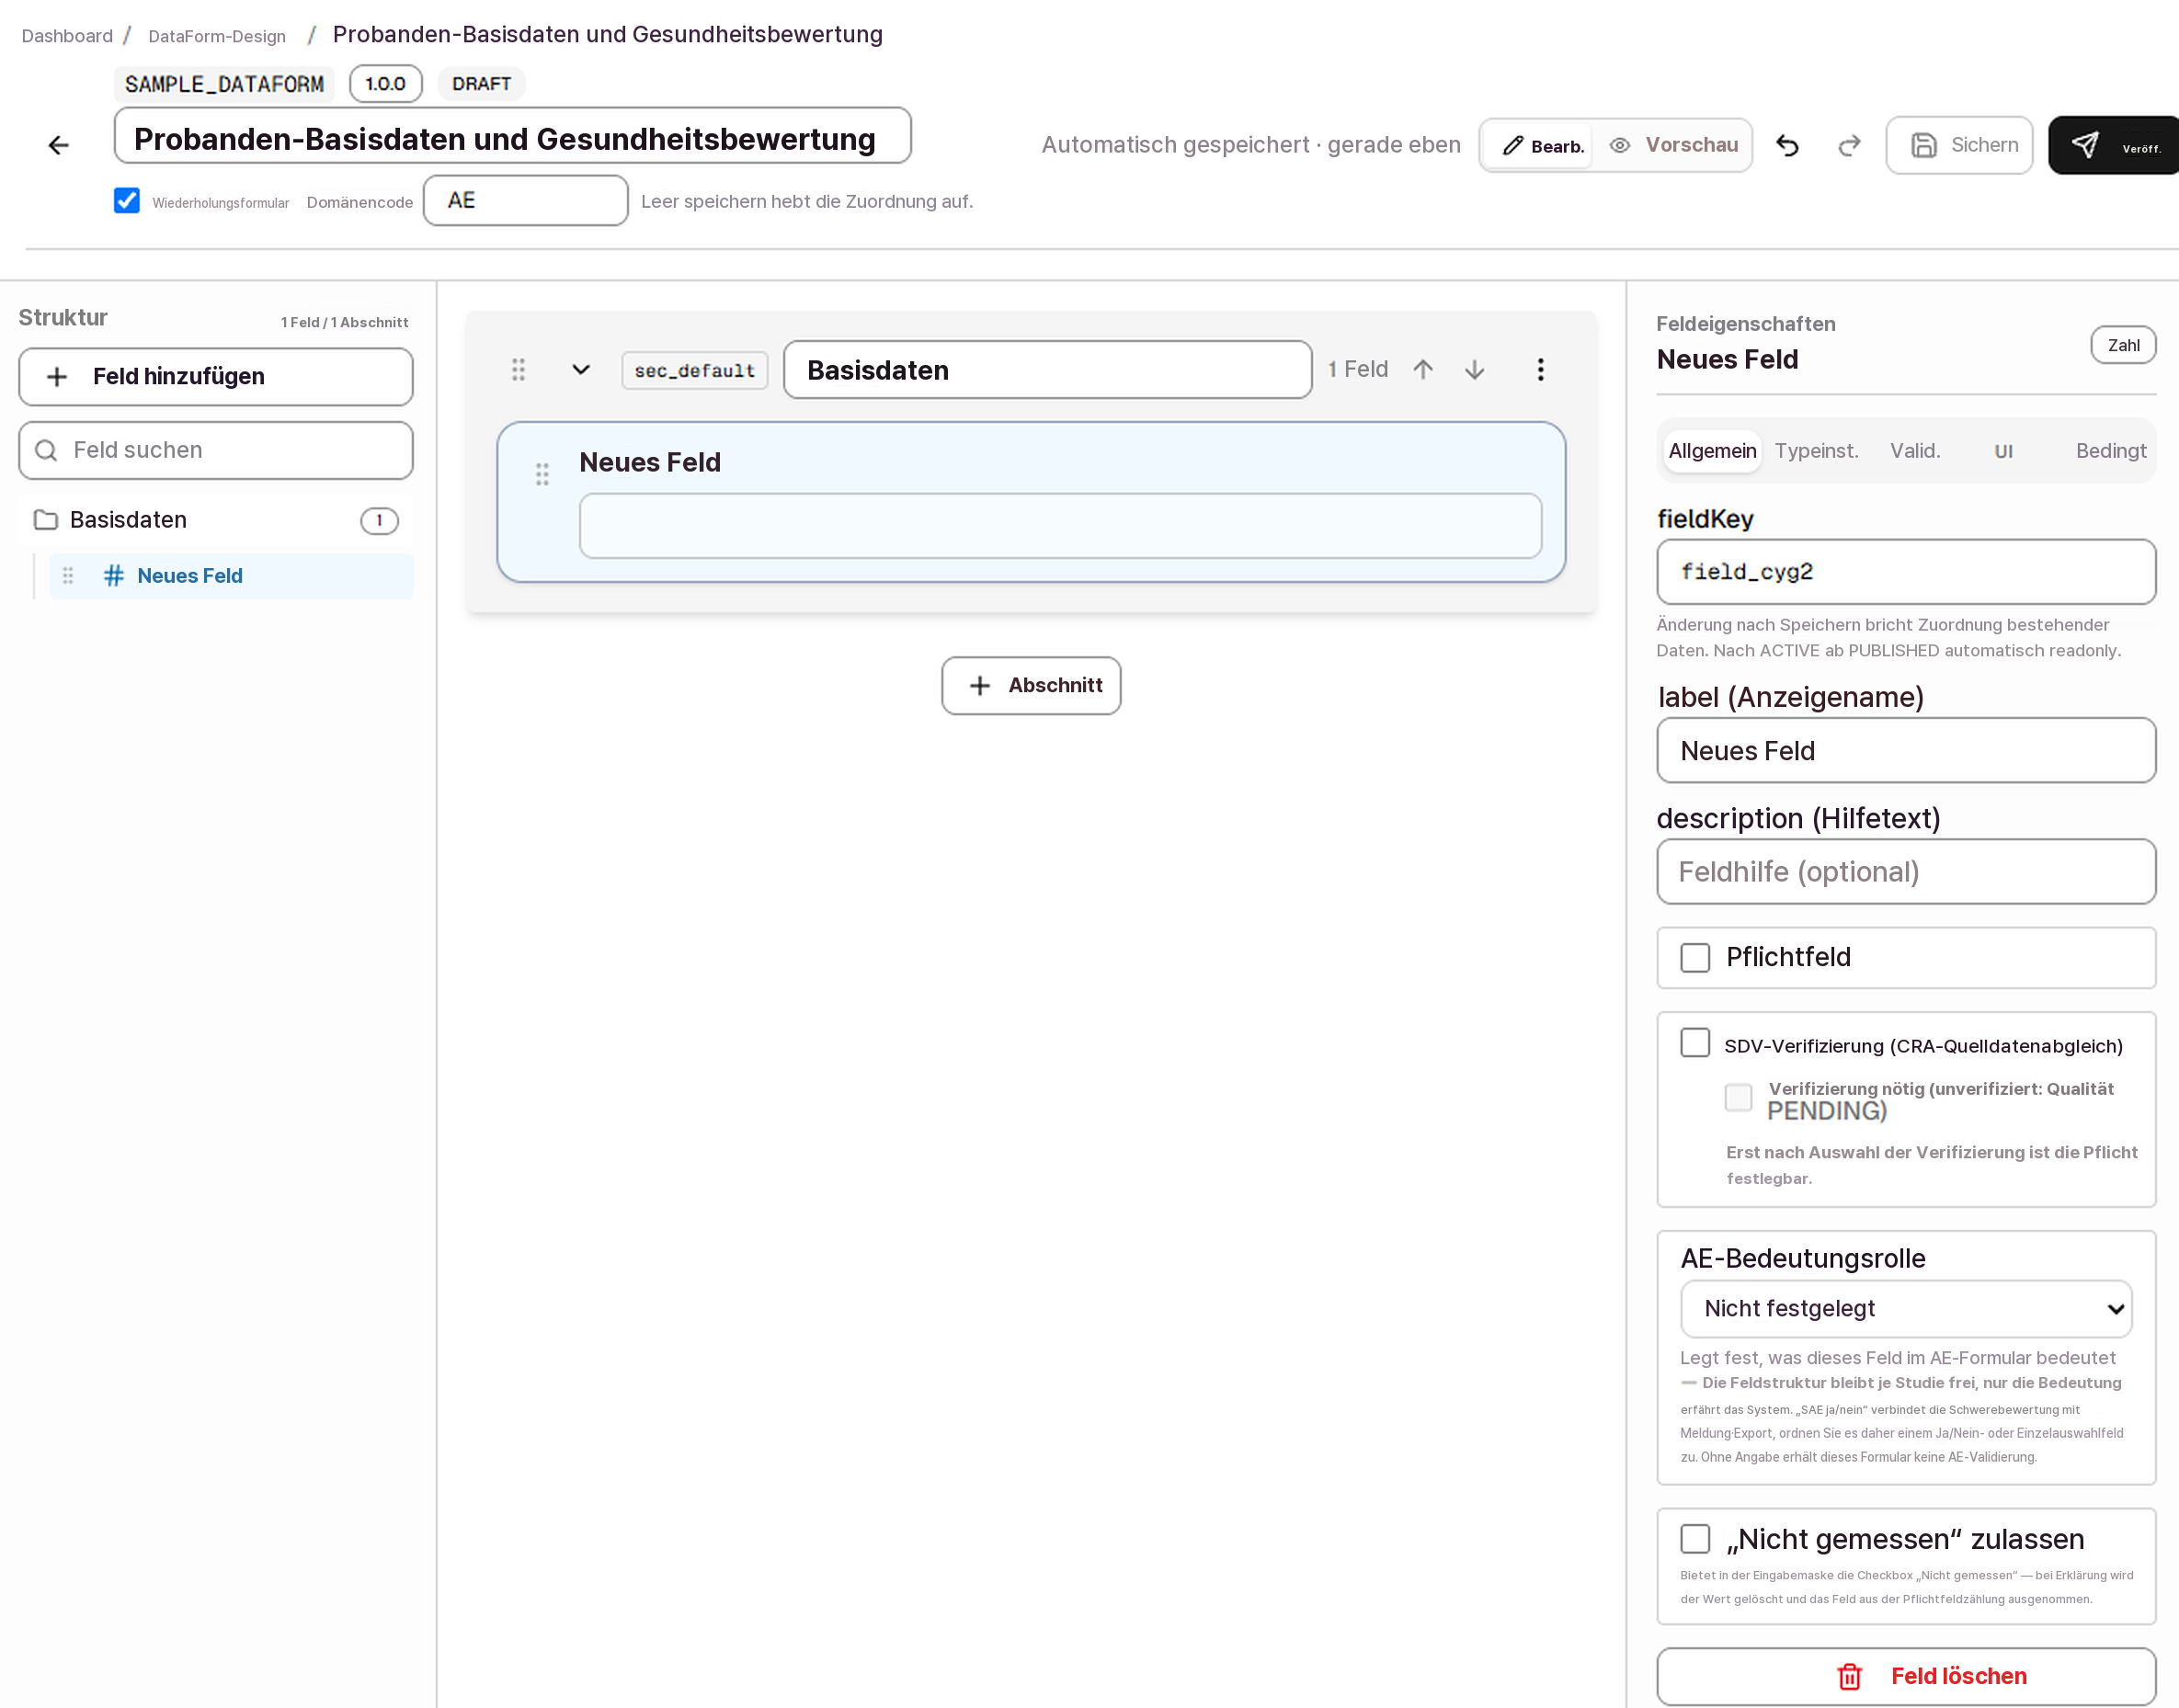 Dashboard / DataForm-Design / Probanden-Basisdaten und Gesundheitsbewertung
SAMPLE_DATAFORM 1.0.0 DRAFT
Probanden-Basisdaten und Gesundheitsbewertung
Automatisch gespeichert · gerade eben
Bearb.
Vorschau
Sichern
Veröff.
Wiederholungsformular Domänencode AE Leer speichern hebt die Zuordnung auf.
Struktur
1 Feld / 1 Abschnitt
Feld hinzufügen
Feld suchen
Basisdaten 1
Neues Feld
sec_default Basisdaten 1 Feld
Neues Feld
Abschnitt
Feldeigenschaften
Neues Feld
Zahl
Allgemein Typeinst. Valid. UI Bedingt
fieldKey
field_cyg2
Änderung nach Speichern bricht Zuordnung bestehender
Daten. Nach ACTIVE ab PUBLISHED automatisch readonly.
label (Anzeigename)
Neues Feld
description (Hilfetext)
Feldhilfe (optional)
Pflichtfeld
SDV-Verifizierung (CRA-Quelldatenabgleich)
Verifizierung nötig (unverifiziert: Qualität
PENDING)
Erst nach Auswahl der Verifizierung ist die Pflicht
festlegbar.
AE-Bedeutungsrolle
Nicht festgelegt
Legt fest, was dieses Feld im AE-Formular bedeutet
— Die Feldstruktur bleibt je Studie frei, nur die Bedeutung
erfährt das System. „SAE ja/nein“ verbindet die Schwerebewertung mit
Meldung·Export, ordnen Sie es daher einem Ja/Nein- oder Einzelauswahlfeld
zu. Ohne Angabe erhält dieses Formular keine AE-Validierung.
„Nicht gemessen“ zulassen
Bietet in der Eingabemaske die Checkbox „Nicht gemessen“ — bei Erklärung wird
der Wert gelöscht und das Feld aus der Pflichtfeldzählung ausgenommen.
Feld löschen